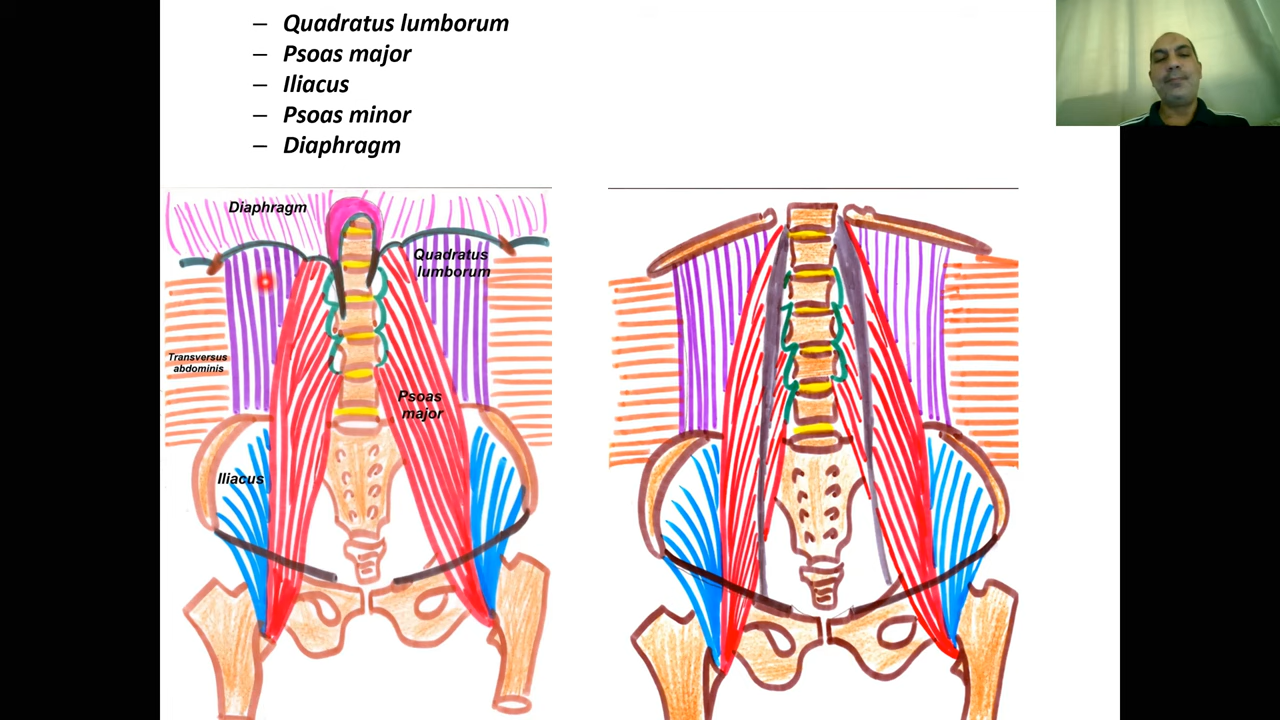 – Quadratus lumborum
– Psoas major
– Iliacus
– Psoas minor
– Diaphragm
Diaphragm
Quadratus
lumborum
Transversus
abdominis
Psoas
major
Iliacus